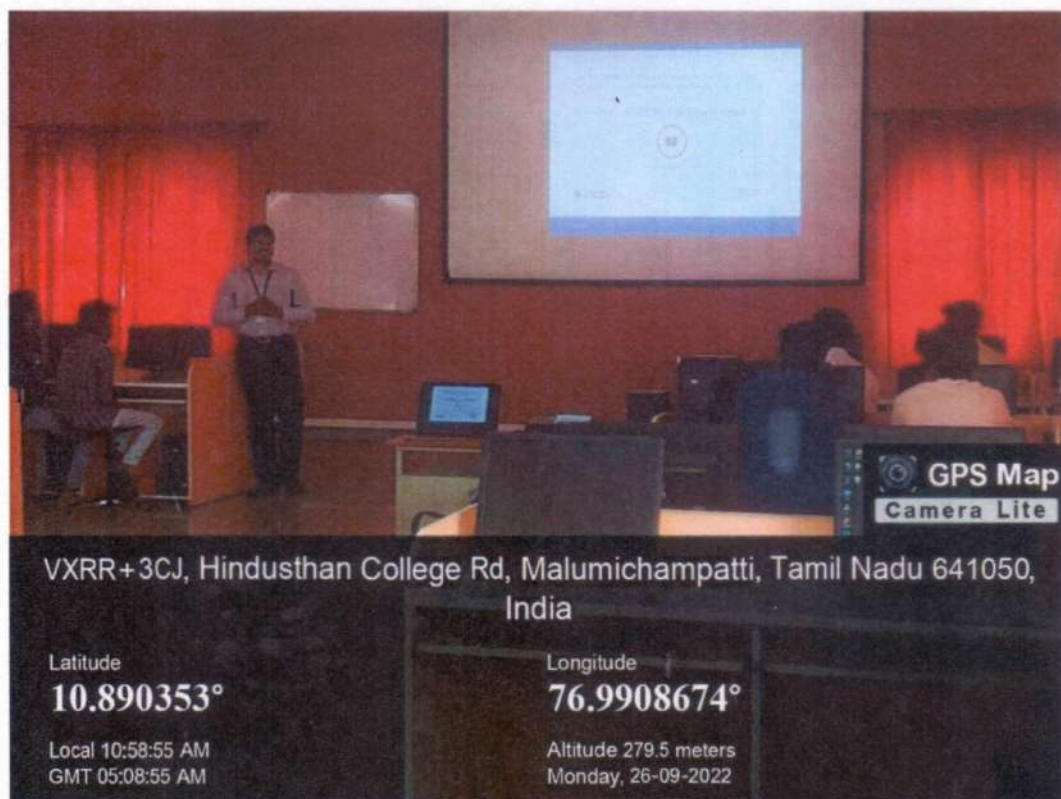 GPS Map
Camera Lite
VXRR+3CJ, Hindusthan College Rd, Malumichampatti, Tamil Nadu 641050,
India
Latitude
10.890353°
Longitude
76.9908674°
Local 10:58:55 AM
GMT 05:08:55 AM
Altitude 279.5 meters
Monday, 26-09-2022